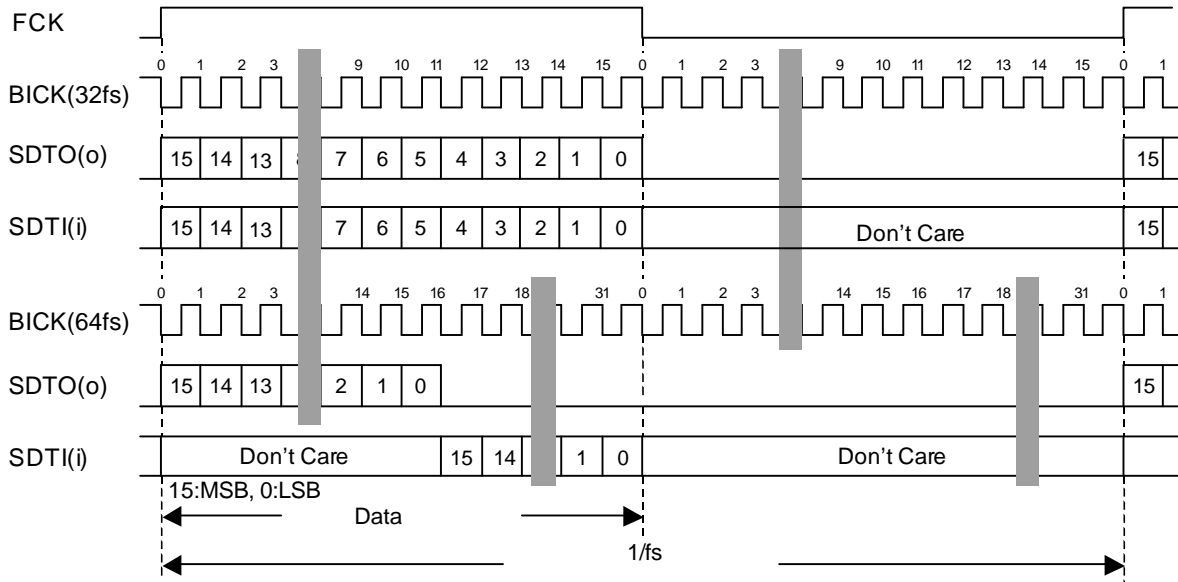 FCK
0 1 2 3 9 10 11 12 13 14 15 0 1 2 3 9 10 11 12 13 14 15 0 1
BICK(32fs)
SDTO(o) 15 14 13 7 6 5 4 3 2 1 0 15
SDTI(i) 15 14 13 7 6 5 4 3 2 1 0 Don't Care 15
0 1 2 3 14 15 16 17 18 31 0 1 2 3 14 15 16 17 18 31 0 1
BICK(64fs)
SDTO(o) 15 14 13 2 1 0 15
SDTI(i) Don't Care 15 14 1 0 Don't Care
15:MSB, 0:LSB
Data
1/fs